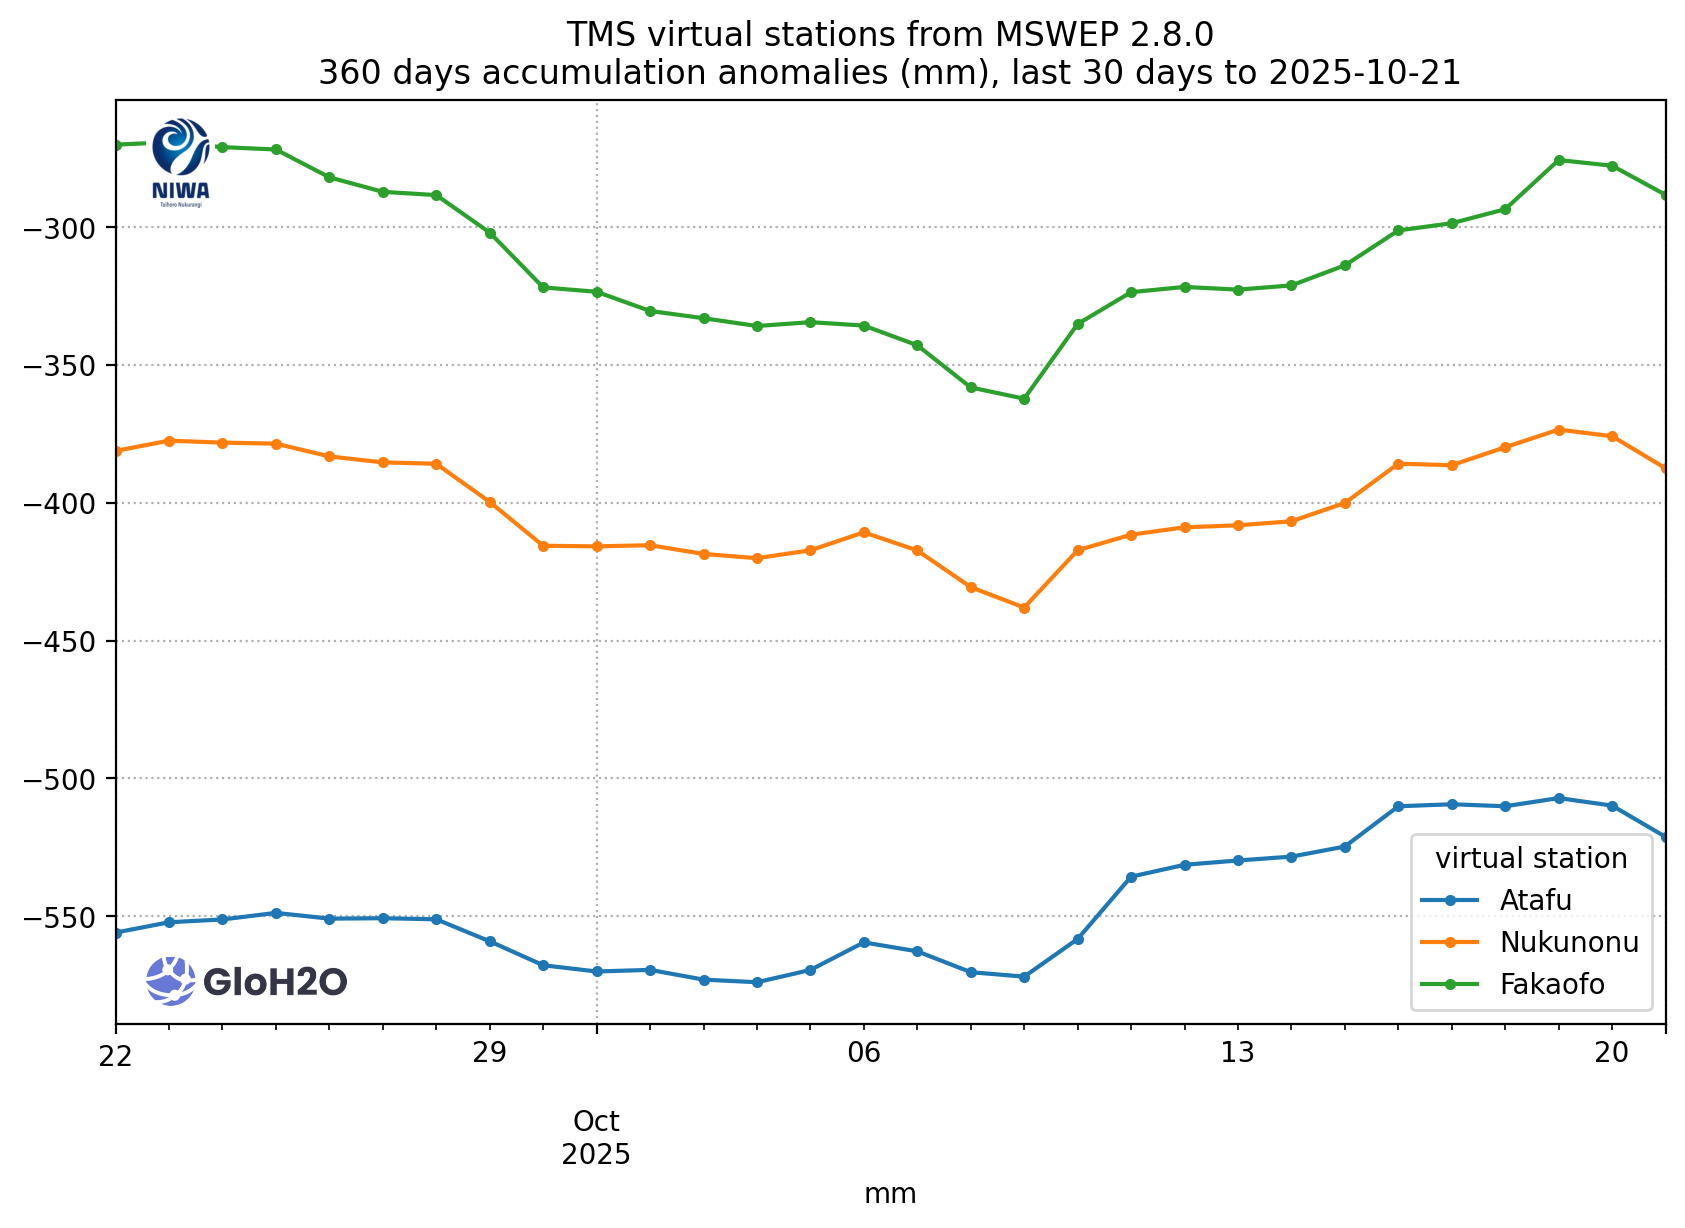 TMS virtual stations from MSWEP 2.8.0
360 days accumulation anomalies (mm), last 30 days to 2025-10-21
NIWA
Taihoro Nukurangi
−300
−350
−400
−450
−500
−550
virtual station
Atafu
Nukunonu
Fakaofo
GloH2O
22
29
06
13
20
Oct
2025
mm